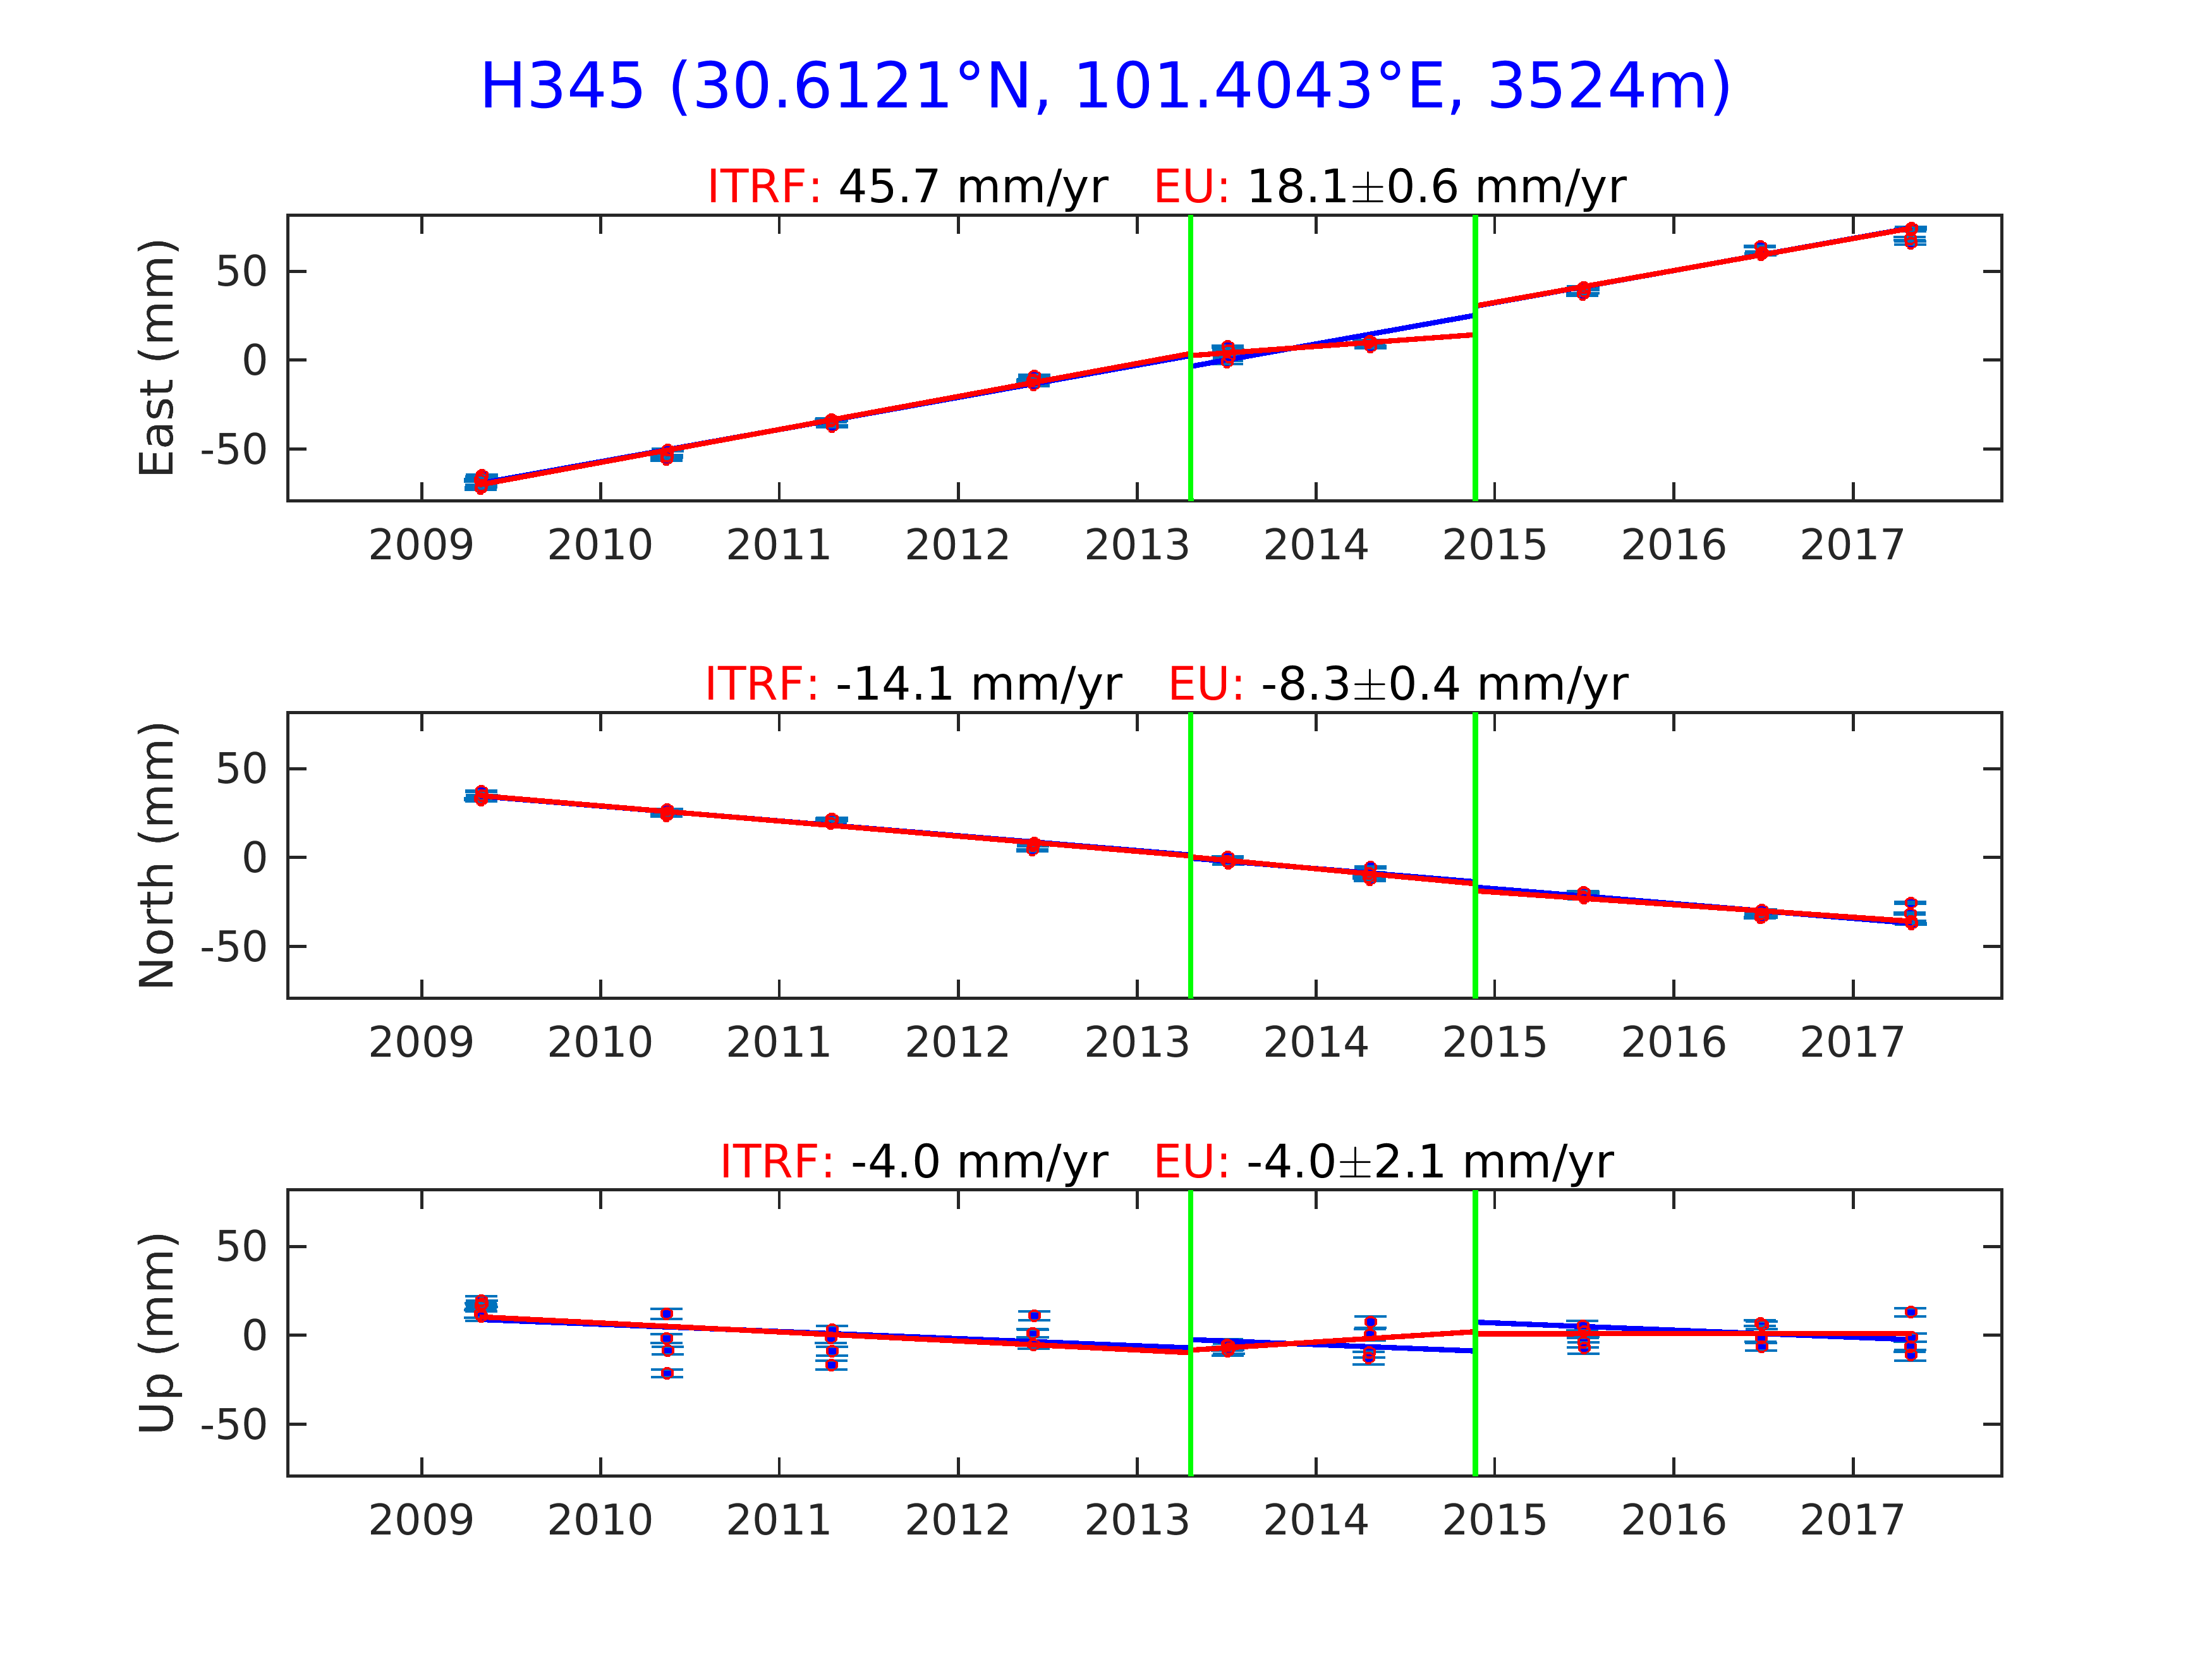 H345 (30.6121°N, 101.4043°E, 3524m)
ITRF: 45.7 mm/yr EU: 18.1±0.6 mm/yr
East (mm)
50
0
-50
2009 2010 2011 2012 2013 2014 2015 2016 2017
ITRF: -14.1 mm/yr EU: -8.3±0.4 mm/yr
North (mm)
50
0
-50
2009 2010 2011 2012 2013 2014 2015 2016 2017
ITRF: -4.0 mm/yr EU: -4.0±2.1 mm/yr
Up (mm)
50
0
-50
2009 2010 2011 2012 2013 2014 2015 2016 2017